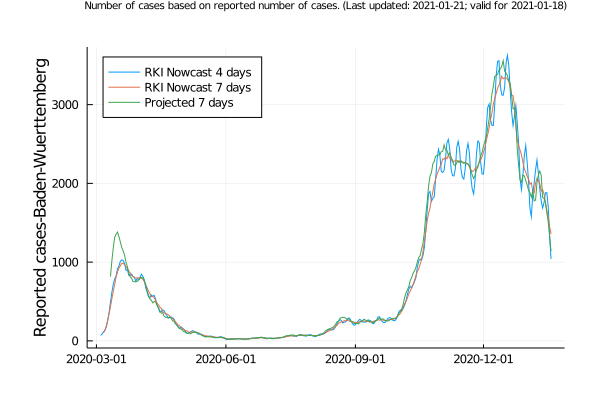 Number of cases based on reported number of cases. (Last updated: 2021-01-21; valid for 2021-01-18)
Reported cases-Baden-Wuerttemberg
RKI Nowcast 4 days
RKI Nowcast 7 days
Projected 7 days
3000
2000
1000
0
2020-03-01 2020-06-01 2020-09-01 2020-12-01